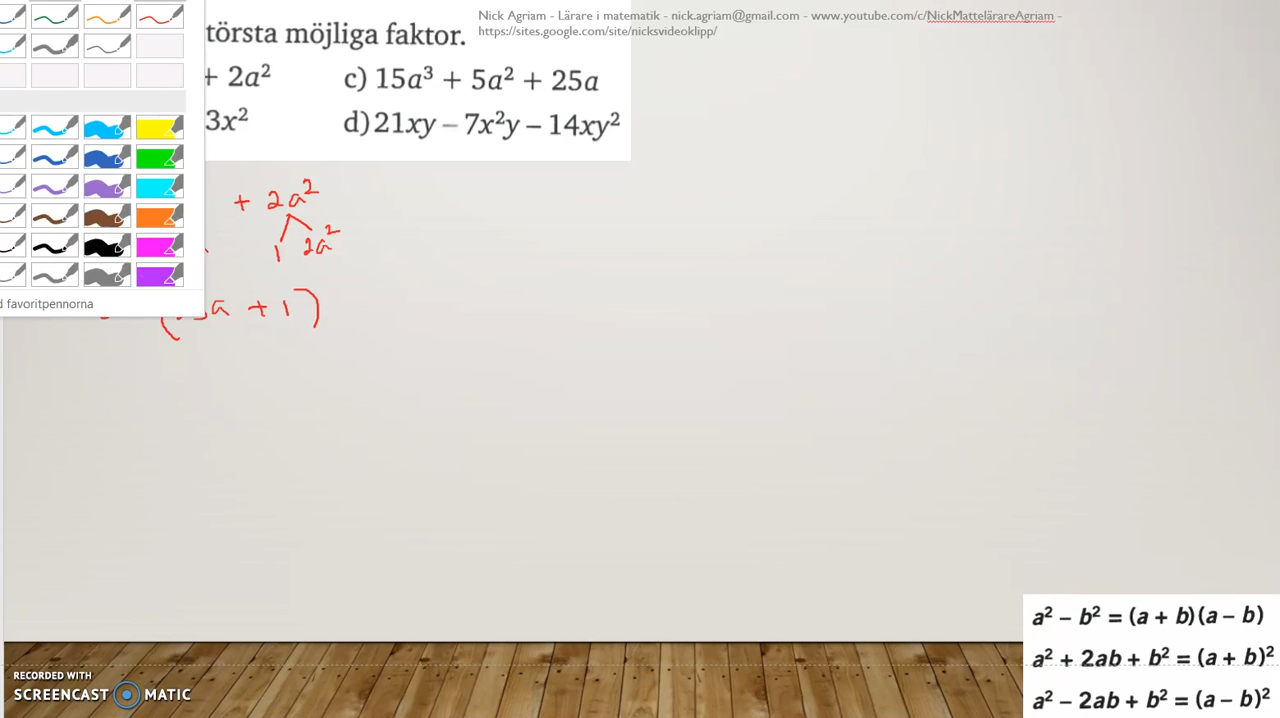 Nick Agriam - Lärare i matematik - nick.agriam@gmail.com - www.youtube.com/c/NickMattelärareAgriam -
https://sites.google.com/site/nicksvideoklipp/
törsta möjliga faktor.
+ 2a² c) 15a³ + 5a² + 25a
3x² d) 21xy – 7x²y – 14xy²
+ 2a²
1 2a²
a + 1)
d favoritpennorna
a² – b² = (a + b)(a – b)
a² + 2ab + b² = (a + b)²
a² – 2ab + b² = (a – b)²
RECORDED WITH
SCREENCAST MATIC